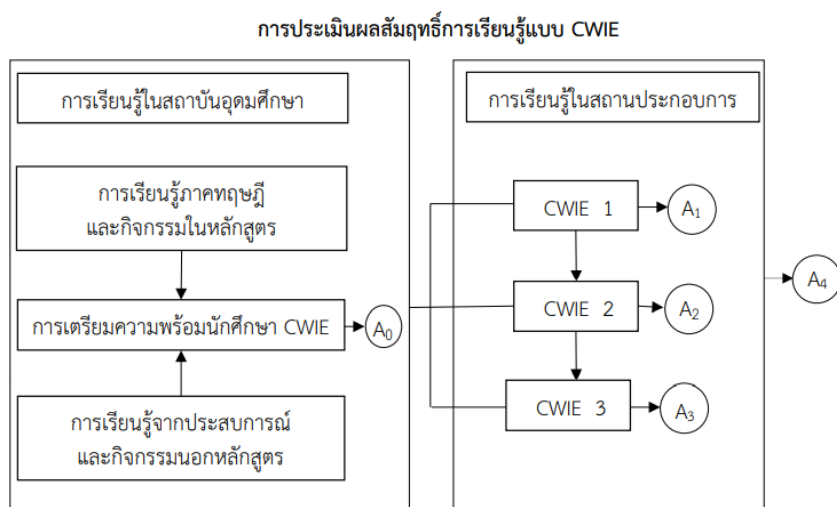 การประเมินผลสัมฤทธิ์การเรียนรู้แบบ CWIE
การเรียนรู้ในสถาบันอุดมศึกษา
การเรียนรู้ภาคทฤษฎี
และกิจกรรมในหลักสูตร
การเตรียมความพร้อมนักศึกษา CWIE
A₀
การเรียนรู้จากประสบการณ์
และกิจกรรมนอกหลักสูตร
การเรียนรู้ในสถานประกอบการ
CWIE 1
A₁
CWIE 2
A₂
CWIE 3
A₃
A₄